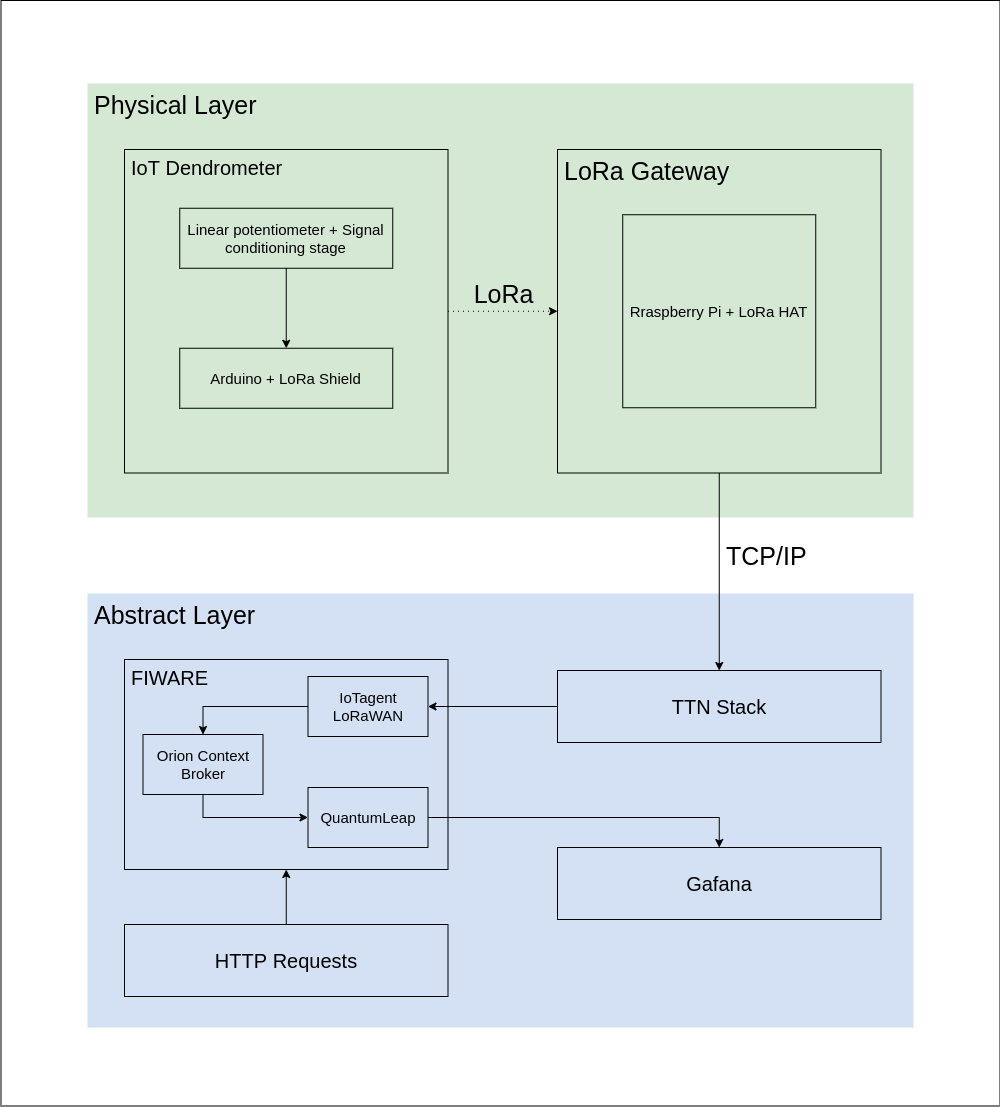 Physical Layer
IoT Dendrometer
Linear potentiometer + Signal
conditioning stage
Arduino + LoRa Shield
LoRa
LoRa Gateway
Rraspberry Pi + LoRa HAT
TCP/IP
Abstract Layer
FIWARE
IoTagent
LoRaWAN
Orion Context
Broker
QuantumLeap
TTN Stack
Gafana
HTTP Requests